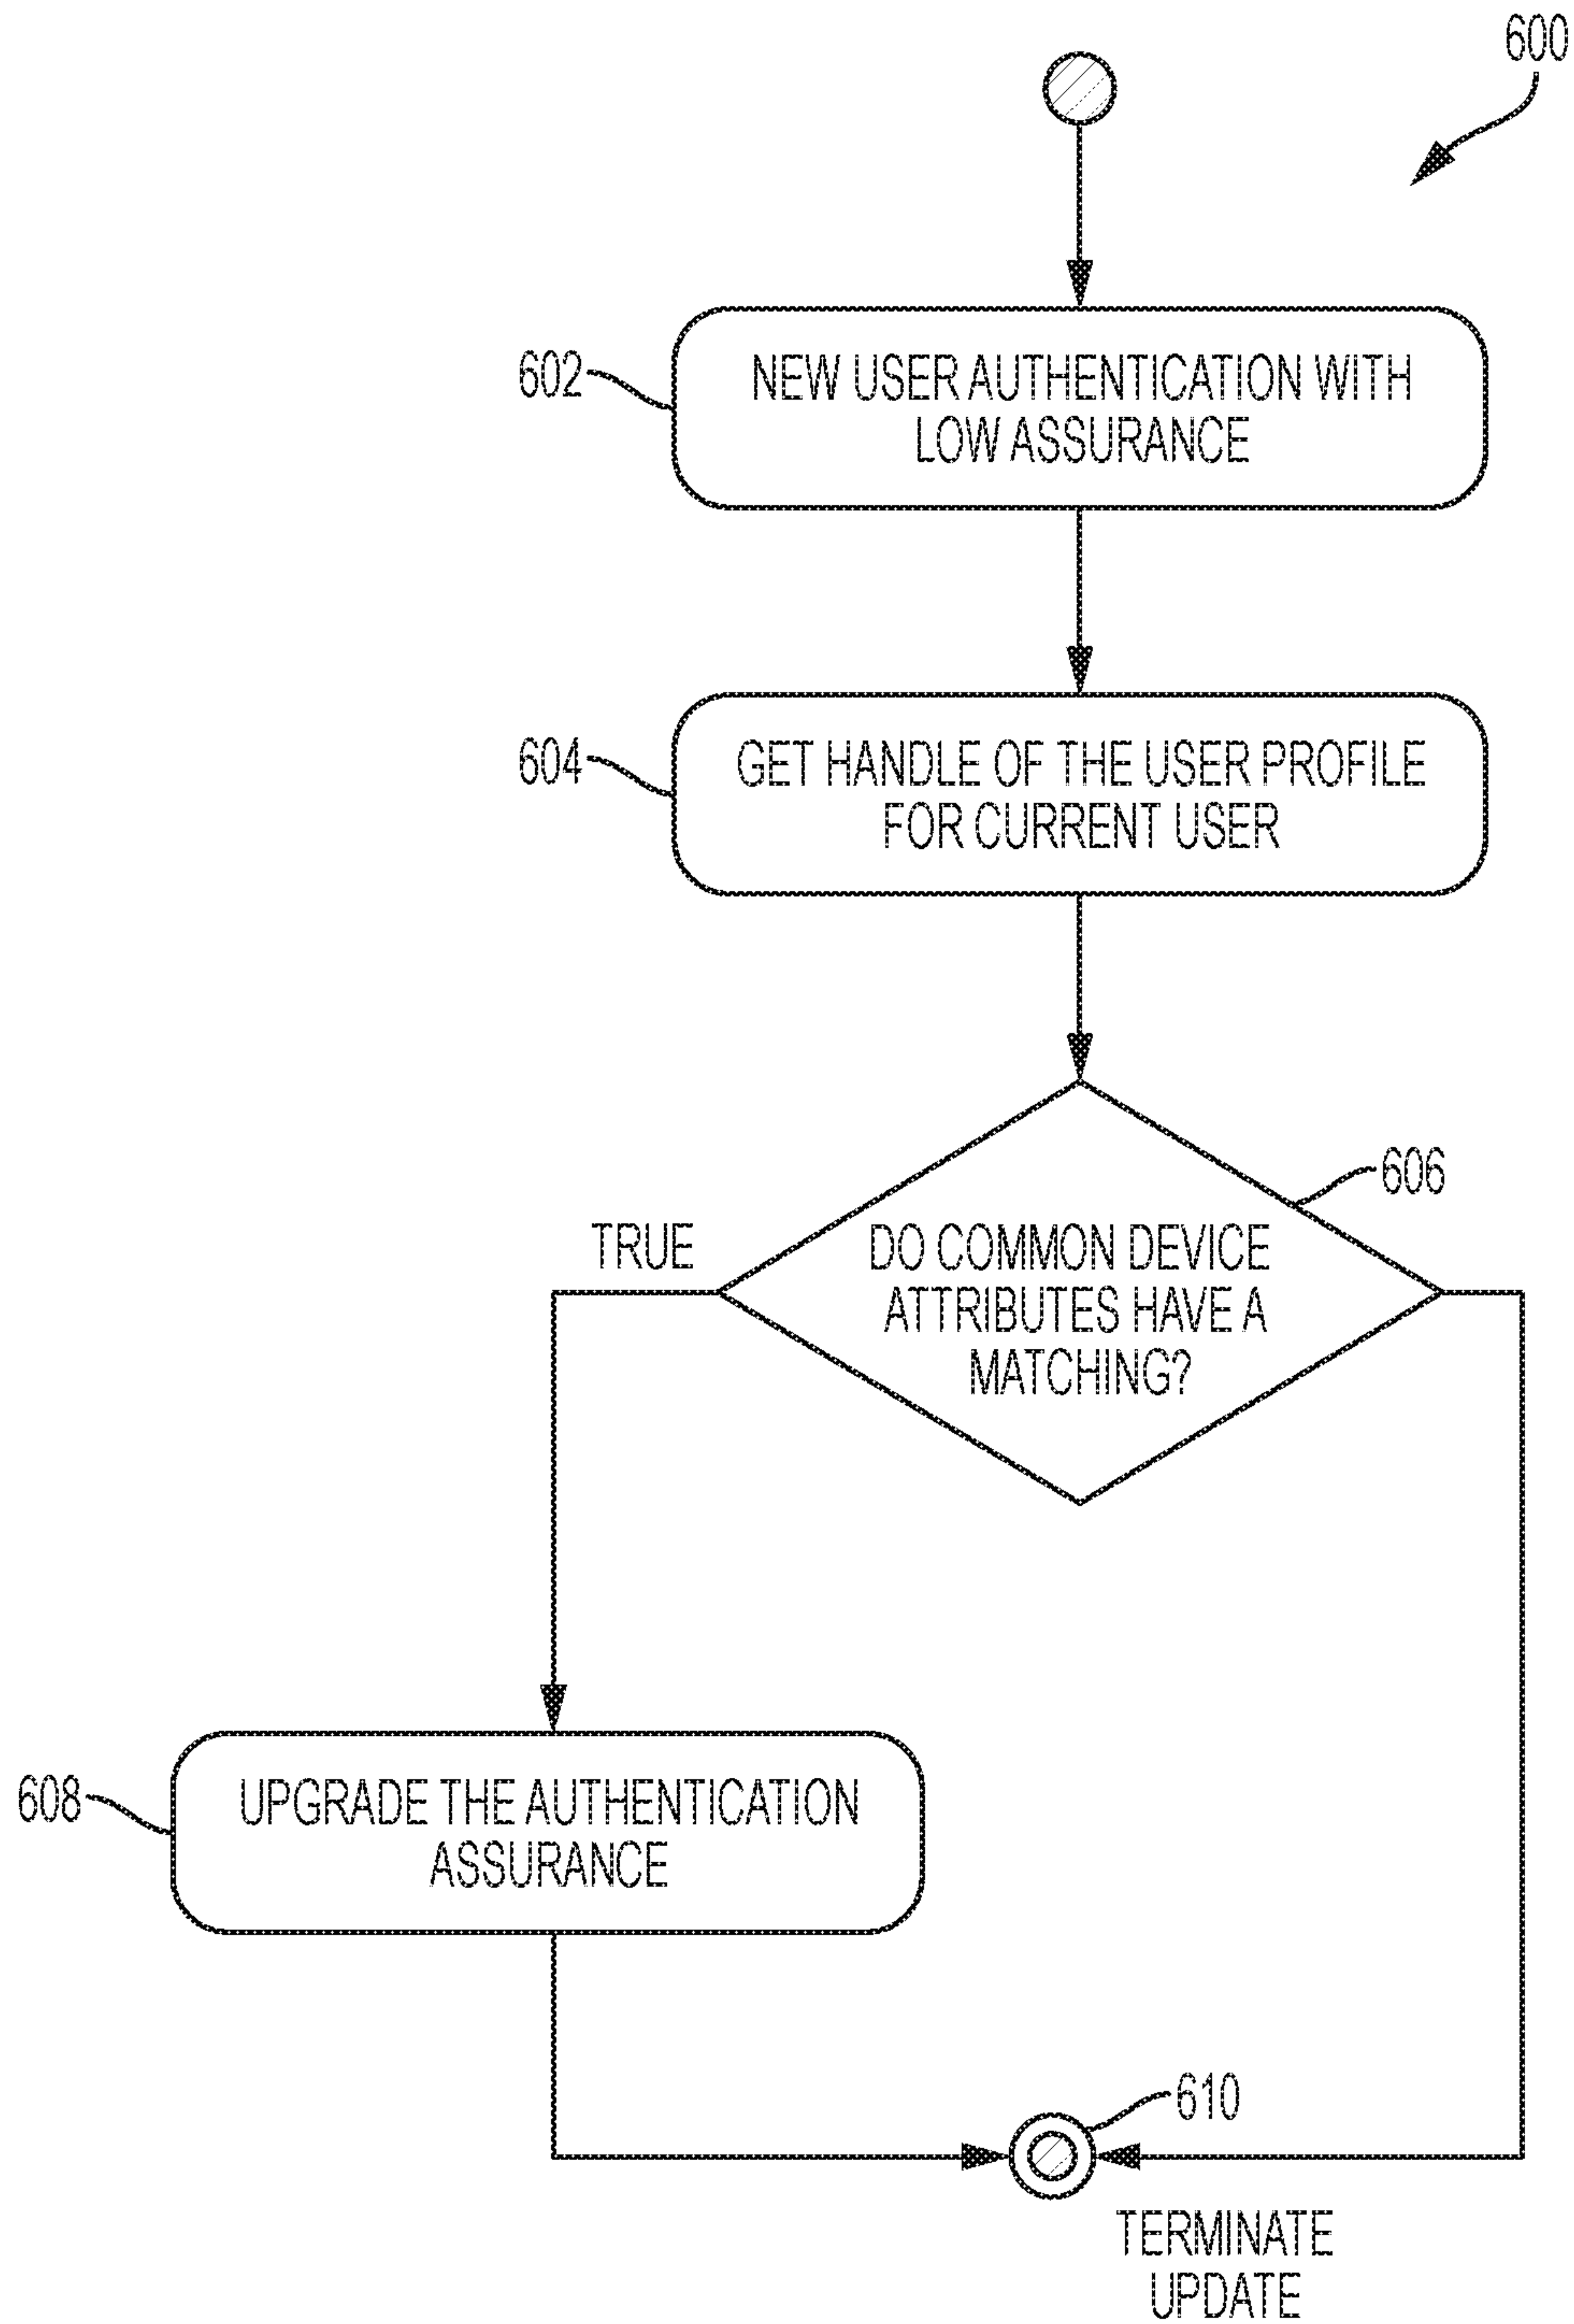 600
602
NEW USER AUTHENTICATION WITH
LOW ASSURANCE
604
GET HANDLE OF THE USER PROFILE
FOR CURRENT USER
606
TRUE
DO COMMON DEVICE
ATTRIBUTES HAVE A
MATCHING?
608
UPGRADE THE AUTHENTICATION
ASSURANCE
610
TERMINATE
UPDATE